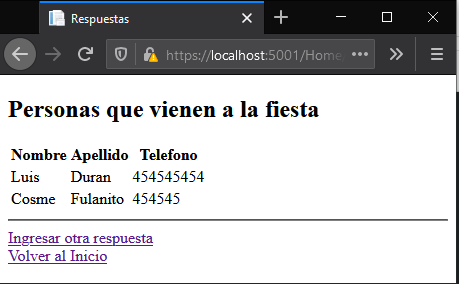 Respuestas
https://localhost:5001/Home
Personas que vienen a la fiesta
Nombre Apellido Telefono
Luis Duran 454545454
Cosme Fulanito 454545
Ingresar otra respuesta
Volver al Inicio